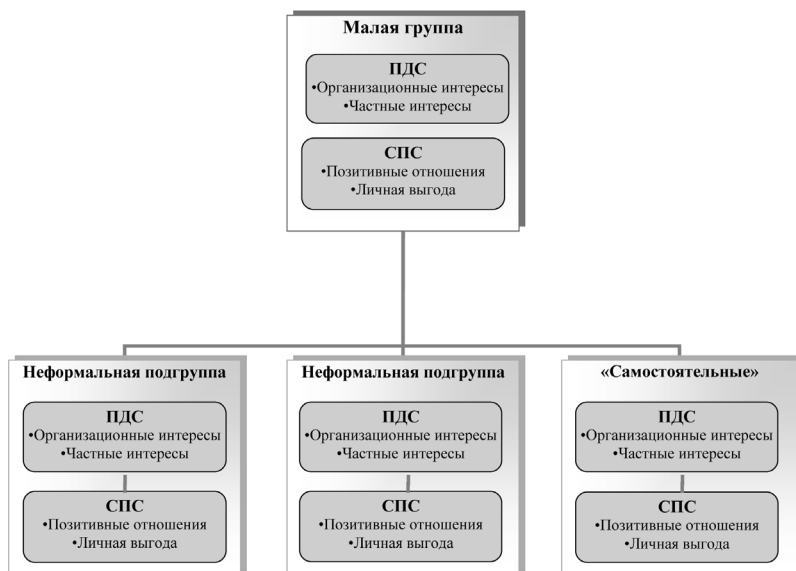 Малая группа
ПДС
•Организационные интересы
•Частные интересы
СПС
•Позитивные отношения
•Личная выгода
Неформальная подгруппа
ПДС
•Организационные интересы
•Частные интересы
СПС
•Позитивные отношения
•Личная выгода
Неформальная подгруппа
ПДС
•Организационные интересы
•Частные интересы
СПС
•Позитивные отношения
•Личная выгода
«Самостоятельные»
ПДС
•Организационные интересы
•Частные интересы
СПС
•Позитивные отношения
•Личная выгода